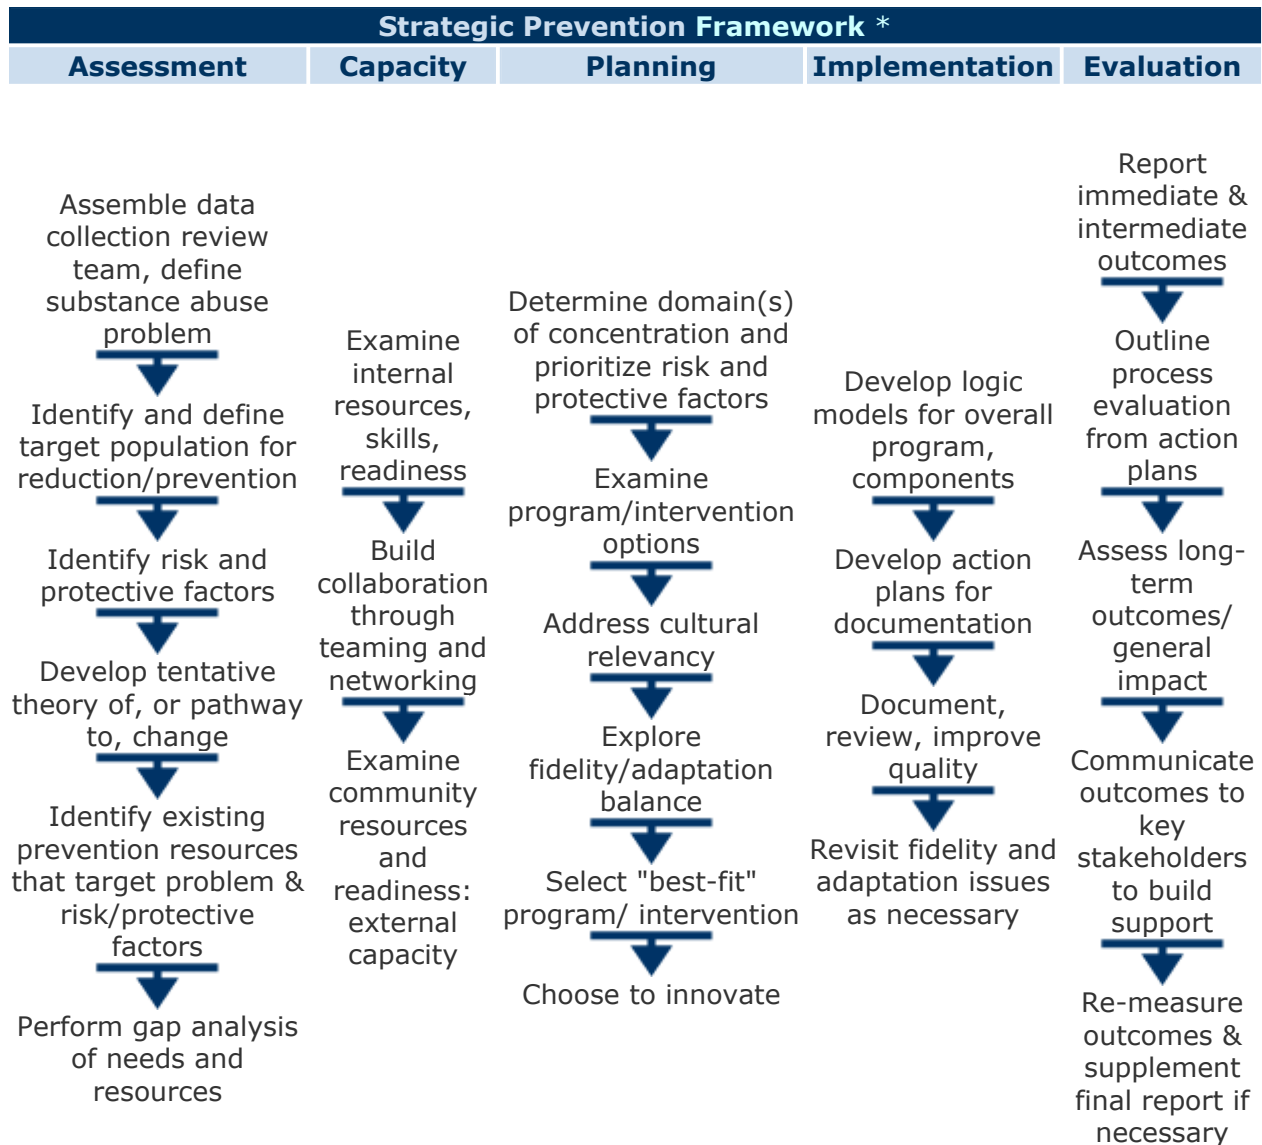 Strategic Prevention Framework *
Assessment
Capacity
Planning
Implementation
Evaluation
Assemble data
collection review
team, define
substance abuse
problem
Identify and define
target population for
reduction/prevention
Identify risk and
protective factors
Develop tentative
theory of, or pathway
to, change
Identify existing
prevention resources
that target problem &
risk/protective
factors
Perform gap analysis
of needs and
resources
Examine
internal
resources,
skills,
readiness
Build
collaboration
through
teaming and
networking
Examine
community
resources
and
readiness:
external
capacity
Determine domain(s)
of concentration and
prioritize risk and
protective factors
Examine
program/intervention
options
Address cultural
relevancy
Explore
fidelity/adaptation
balance
Select "best-fit"
program/ intervention
Choose to innovate
Develop logic
models for overall
program,
components
Develop action
plans for
documentation
Document,
review, improve
quality
Revisit fidelity and
adaptation issues
as necessary
Report
immediate &
intermediate
outcomes
Outline
process
evaluation
from action
plans
Assess long-
term
outcomes/
general
impact
Communicate
outcomes to
key
stakeholders
to build
support
Re-measure
outcomes &
supplement
final report if
necessary